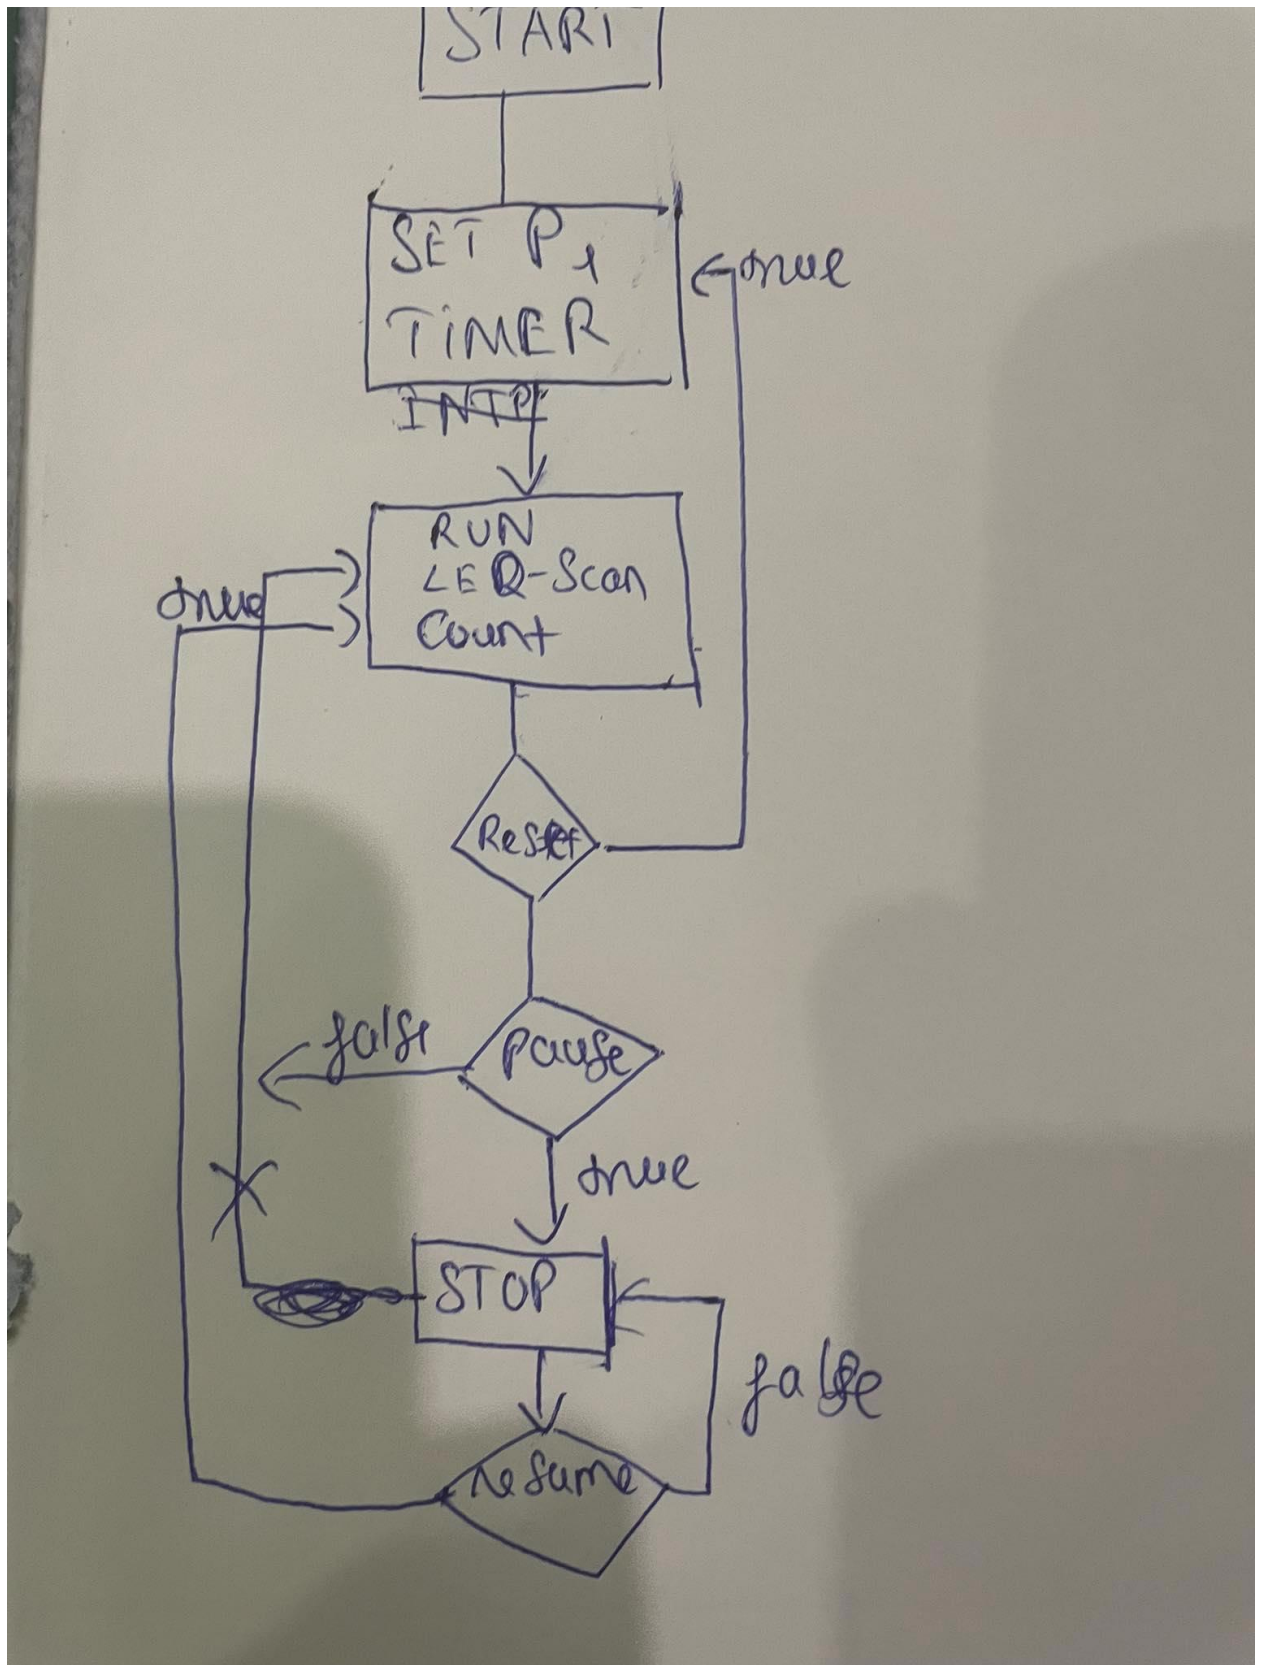 START
SET P1
TIMER
INTP
true
RUN
LED-Scan
Count
true
Reset
false
Pause
true
STOP
false
resume